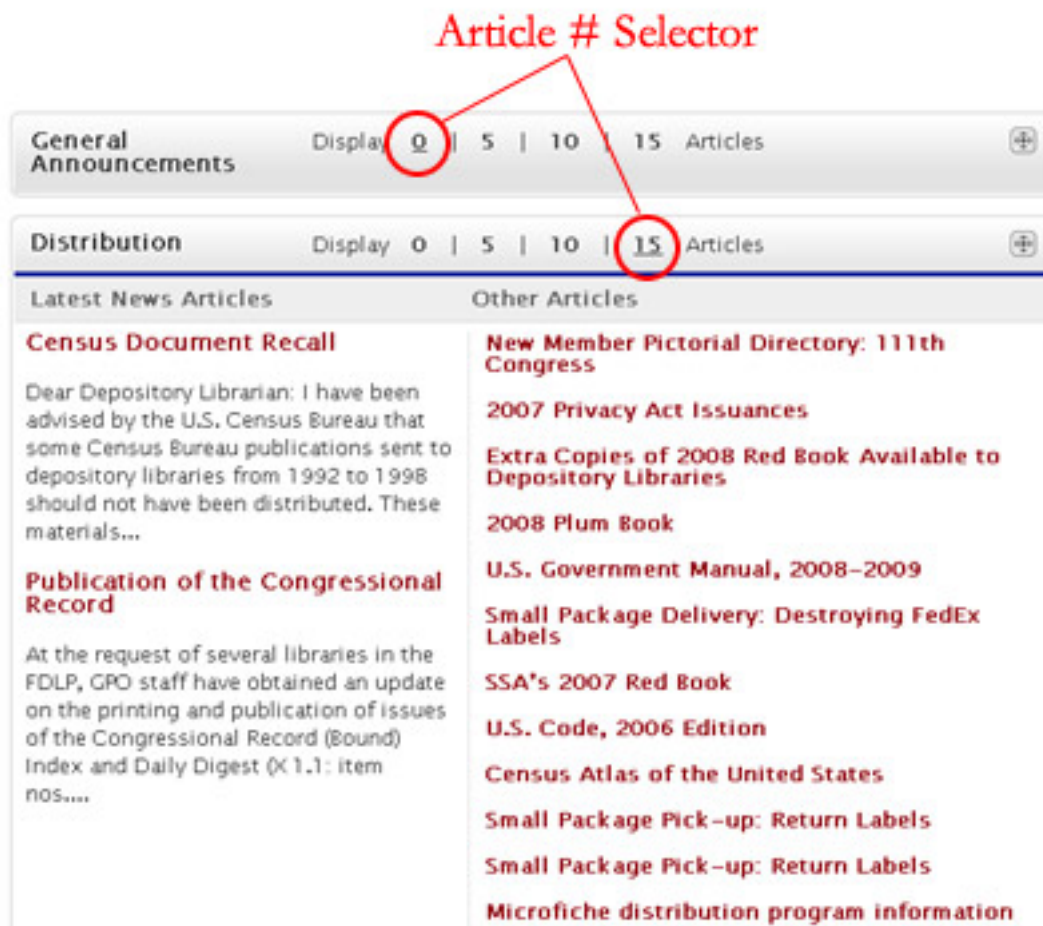 Article # Selector
General Announcements
Display 0 | 5 | 10 | 15 Articles
Distribution
Display 0 | 5 | 10 | 15 Articles
Latest News Articles
Census Document Recall
Dear Depository Librarian: I have been
advised by the U.S. Census Bureau that
some Census Bureau publications sent to
depository libraries from 1992 to 1998
should not have been distributed. These
materials...
Publication of the Congressional
Record
At the request of several libraries in the
FDLP, GPO staff have obtained an update
on the printing and publication of issues
of the Congressional Record (Bound)
Index and Daily Digest (X 1.1: item
nos....
Other Articles
New Member Pictorial Directory: 111th
Congress
2007 Privacy Act Issuances
Extra Copies of 2008 Red Book Available to
Depository Libraries
2008 Plum Book
U.S. Government Manual, 2008–2009
Small Package Delivery: Destroying FedEx
Labels
SSA's 2007 Red Book
U.S. Code, 2006 Edition
Census Atlas of the United States
Small Package Pick–up: Return Labels
Small Package Pick–up: Return Labels
Microfiche distribution program information